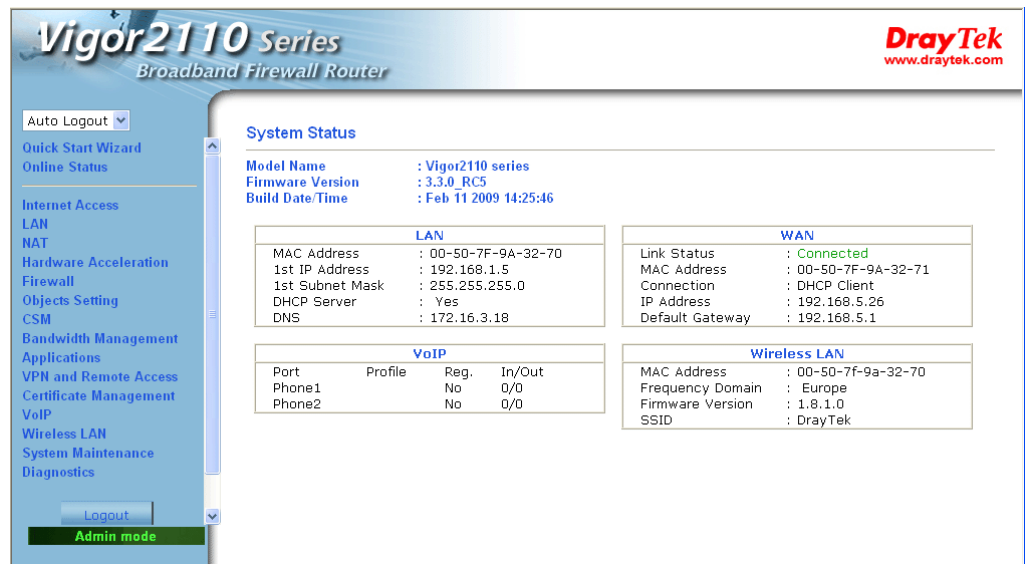 Vigor2110 Series
Broadband Firewall Router
DrayTek
www.draytek.com
Auto Logout
Quick Start Wizard
Online Status
Internet Access
LAN
NAT
Hardware Acceleration
Firewall
Objects Setting
CSM
Bandwidth Management
Applications
VPN and Remote Access
Certificate Management
VoIP
Wireless LAN
System Maintenance
Diagnostics
Logout
Admin mode
System Status
Model Name : Vigor2110 series
Firmware Version : 3.3.0_RC5
Build Date/Time : Feb 11 2009 14:25:46
LAN
MAC Address : 00-50-7F-9A-32-70
1st IP Address : 192.168.1.5
1st Subnet Mask : 255.255.255.0
DHCP Server : Yes
DNS : 172.16.3.18
WAN
Link Status : Connected
MAC Address : 00-50-7F-9A-32-71
Connection : DHCP Client
IP Address : 192.168.5.26
Default Gateway : 192.168.5.1
VoIP
Port Profile Reg. In/Out
Phone1 No 0/0
Phone2 No 0/0
Wireless LAN
MAC Address : 00-50-7f-9a-32-70
Frequency Domain : Europe
Firmware Version : 1.8.1.0
SSID : DrayTek